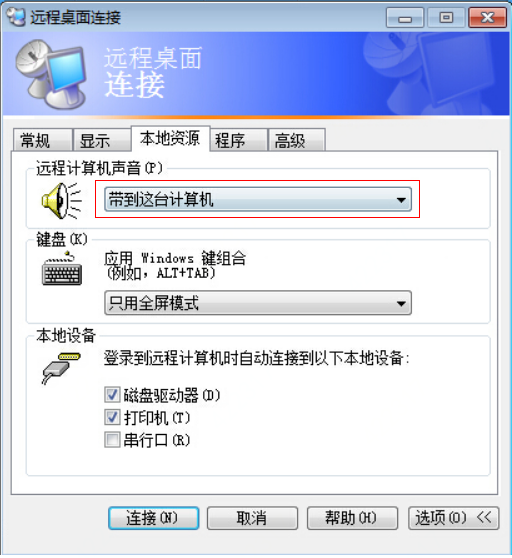 远程桌面连接
远程桌面
连接
常规 显示 本地资源 程序 高级
远程计算机声音(P)
带到这台计算机
键盘(K)
应用 Windows 键组合
(例如，ALT+TAB)
只用全屏模式
本地设备
登录到远程计算机时自动连接到以下本地设备:
磁盘驱动器(D)
打印机(T)
串行口(R)
连接(N) 取消 帮助(H) 选项(O) <<